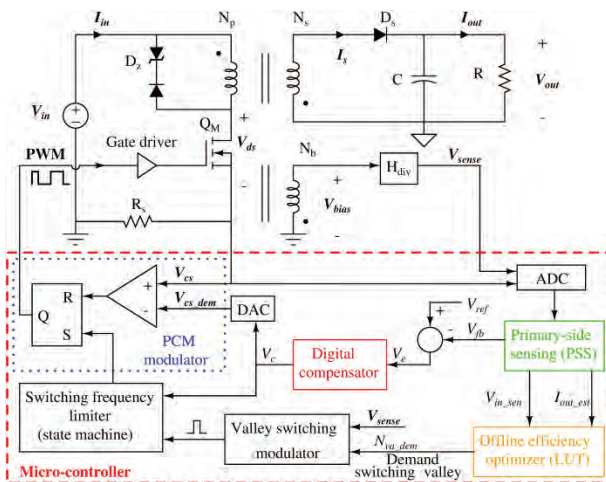 I_in
N_p
N_s
D_s
I_out
D_z
I_s
C
R
V_out
+
-
V_in
+
-
Q_M
+
V_ds
-
PWM
Gate driver
N_b
H_div
V_sense
R_s
+
V_bias
-
R
Q
S
+
-
V_cs
V_cs_dem
PCM
modulator
DAC
ADC
V_ref
+
-
V_fb
V_e
V_c
Digital
compensator
Primary-side
sensing (PSS)
V_in_sen
I_out_est
Switching frequency
limiter
(state machine)
Valley switching
modulator
V_sense
N_va_dem
Demand
switching valley
Offline efficiency
optimizer (LUT)
Micro-controller